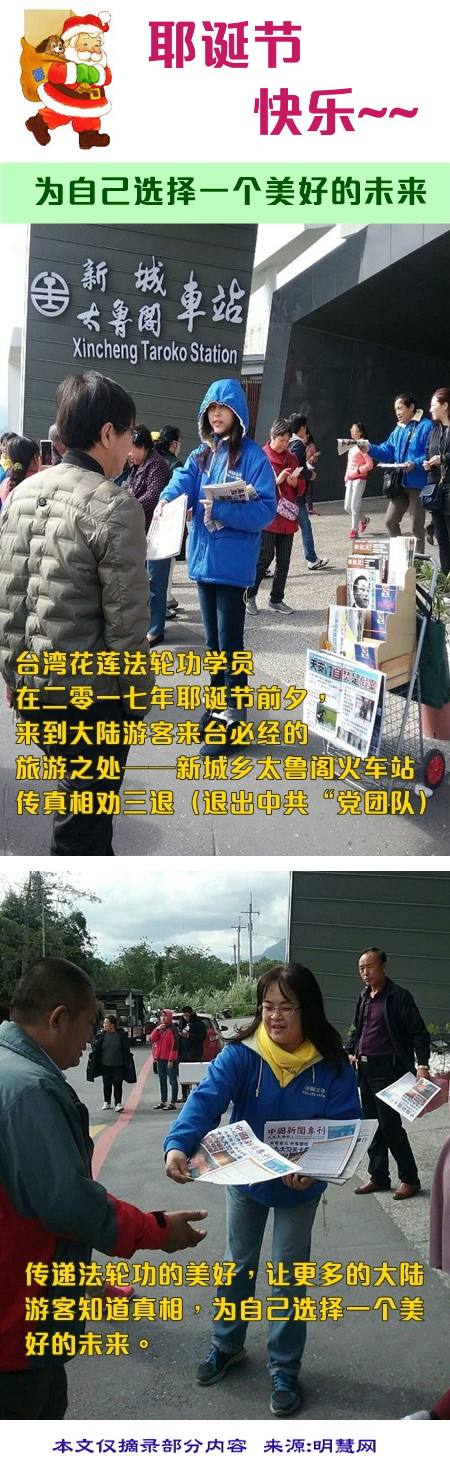 耶诞节
快乐~~
为自己选择一个美好的未来
新城
太鲁阁
車站
Xincheng Taroko Station
台湾花莲法轮功学员
在二零一七年耶诞节前夕，
来到大陆游客来台必经的
旅游之处——新城乡太鲁阁火车站
传真相劝三退（退出中共“党团队）
中國新聞專刊
传递法轮功的美好，让更多的大陆
游客知道真相，为自己选择一个美
好的未来。
本文仅摘录部分内容 来源:明慧网